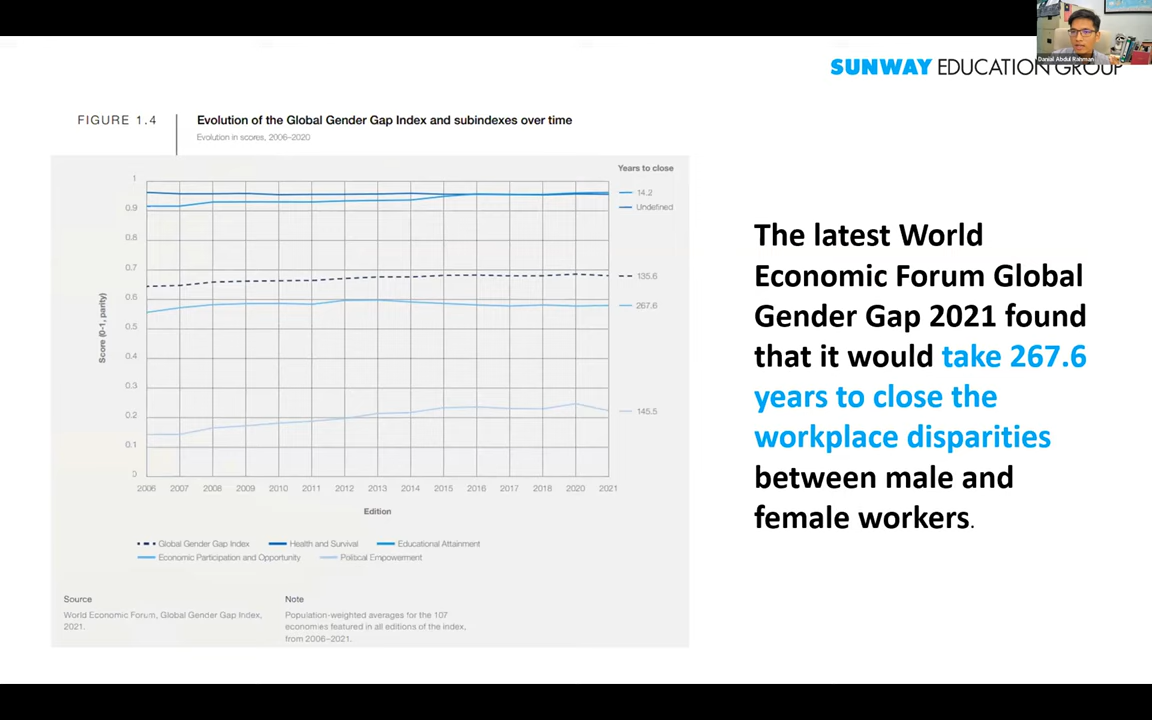 Danial Abdul Rahman
SUNWAY EDUCATION GROUP
FIGURE 1.4
Evolution of the Global Gender Gap Index and subindexes over time
Evolution in scores, 2006–2020
Years to close
1
0.9
0.8
0.7
0.6
0.5
0.4
0.3
0.2
0.1
0
Score (0-1, parity)
14.2
Undefined
135.6
267.6
145.5
2006 2007 2008 2009 2010 2011 2012 2013 2014 2015 2016 2017 2018 2020 2021
Edition
Global Gender Gap Index Health and Survival Educational Attainment
Economic Participation and Opportunity Political Empowerment
Source
World Economic Forum, Global Gender Gap Index,
2021.
Note
Population-weighted averages for the 107
economies featured in all editions of the index,
from 2006–2021.
The latest World
Economic Forum Global
Gender Gap 2021 found
that it would take 267.6
years to close the
workplace disparities
between male and
female workers.